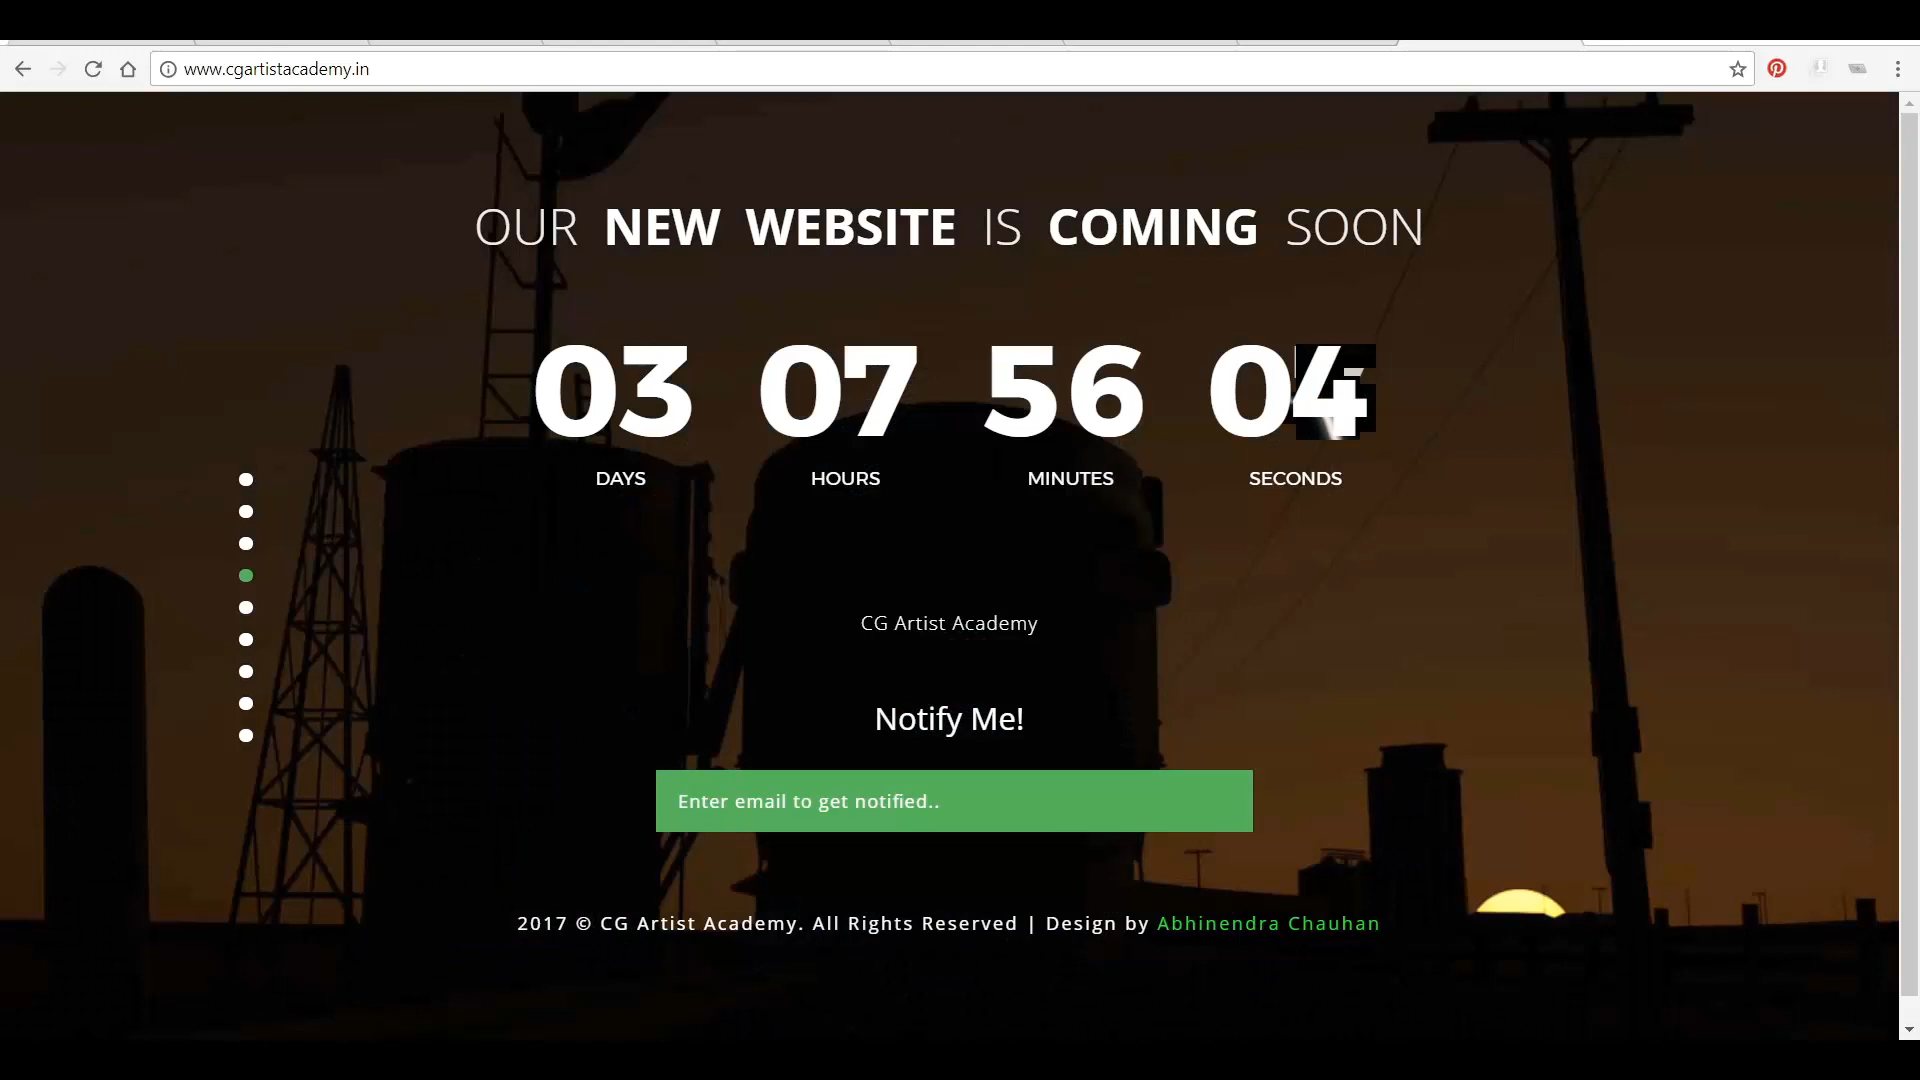 www.cgartistacademy.in
OUR NEW WEBSITE IS COMING SOON
03 07 56 04
DAYS HOURS MINUTES SECONDS
CG Artist Academy
Notify Me!
Enter email to get notified..
2017 © CG Artist Academy. All Rights Reserved | Design by Abhinendra Chauhan